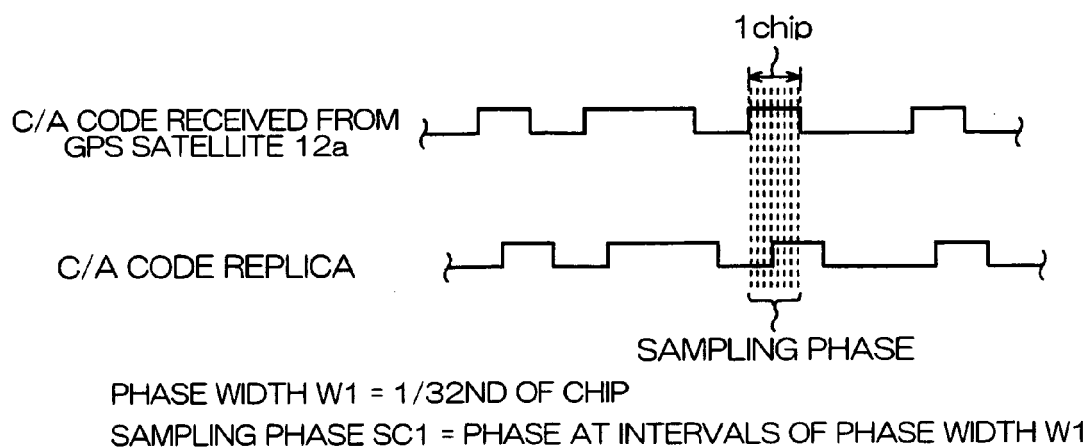 1 chip
C/A CODE RECEIVED FROM
GPS SATELLITE 12a
C/A CODE REPLICA
SAMPLING PHASE
PHASE WIDTH W1 = 1/32ND OF CHIP
SAMPLING PHASE SC1 = PHASE AT INTERVALS OF PHASE WIDTH W1